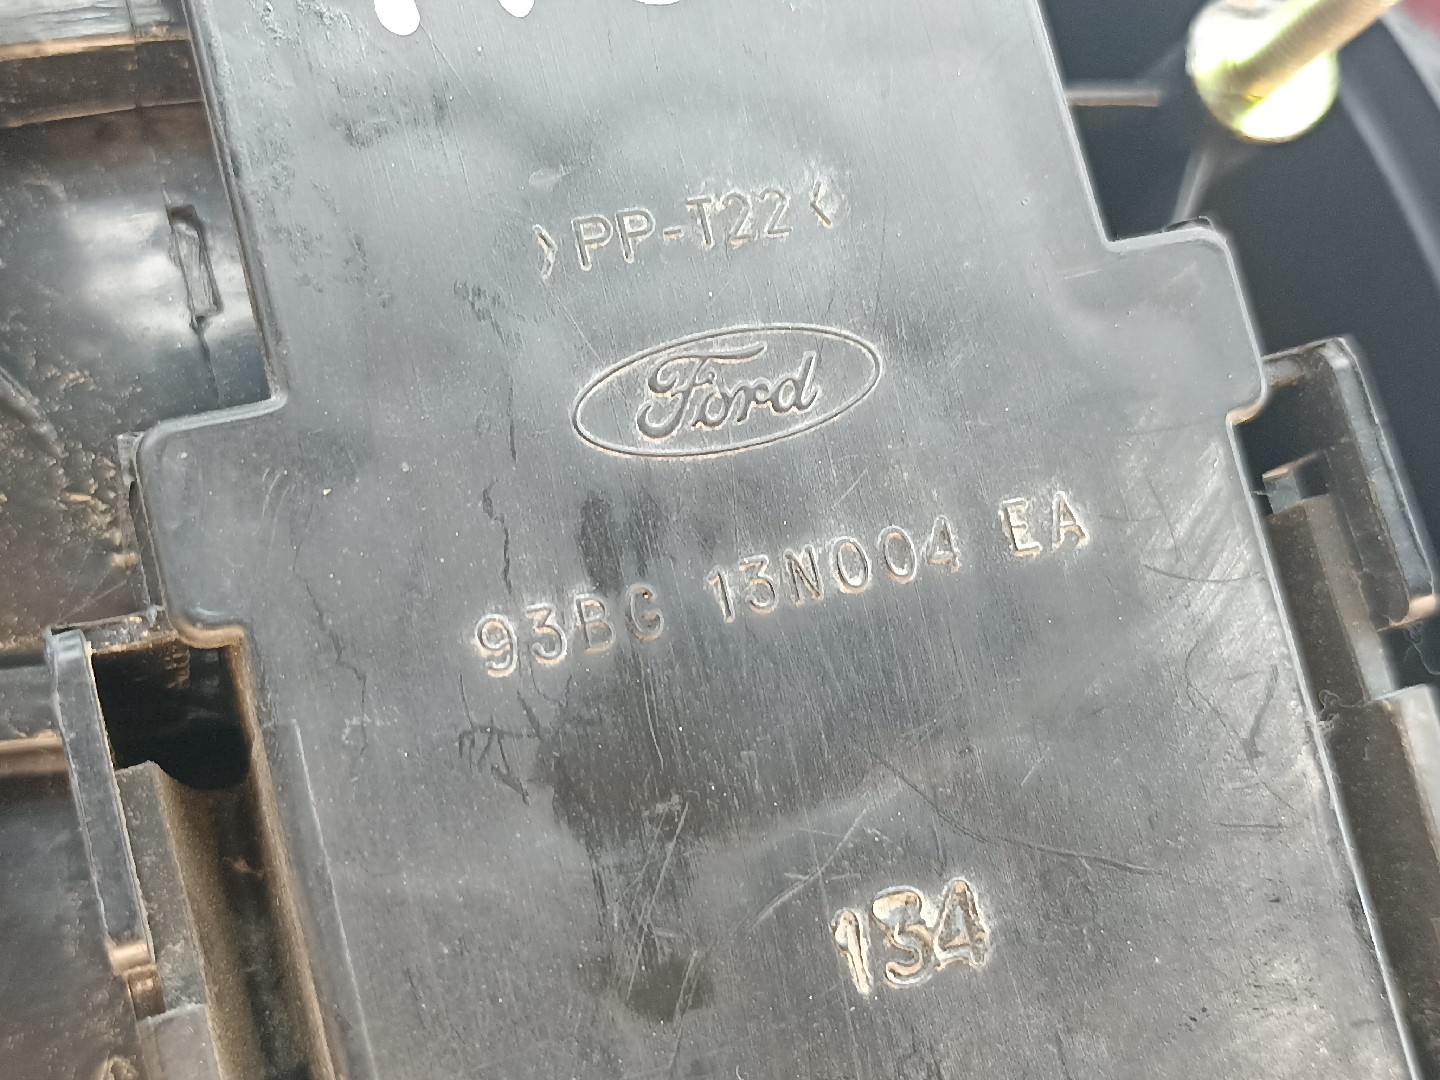 >PP-T22<
Ford
93BG 13N004 EA
134